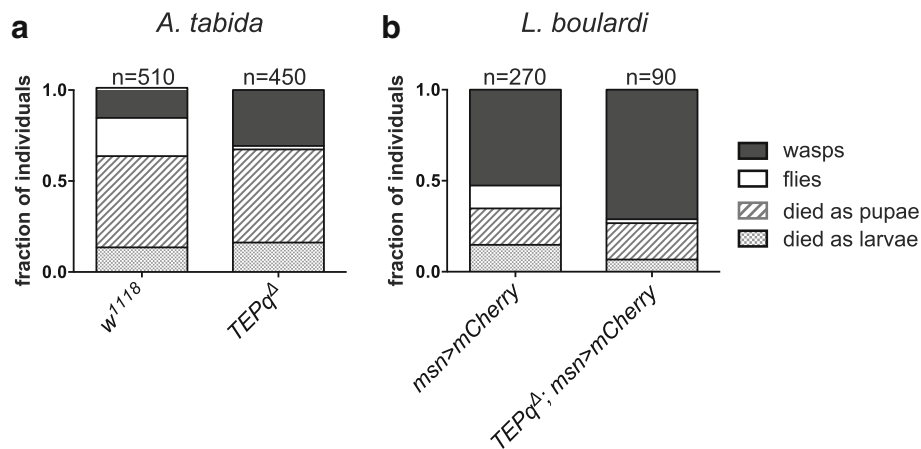 a
A. tabida
b
L. boulardi
fraction of individuals
n=510
n=450
1.0
0.5
0.0
w1118
TEPqΔ
fraction of individuals
n=270
n=90
1.0
0.5
0.0
msn>mCherry
TEPqΔ; msn>mCherry
wasps
flies
died as pupae
died as larvae